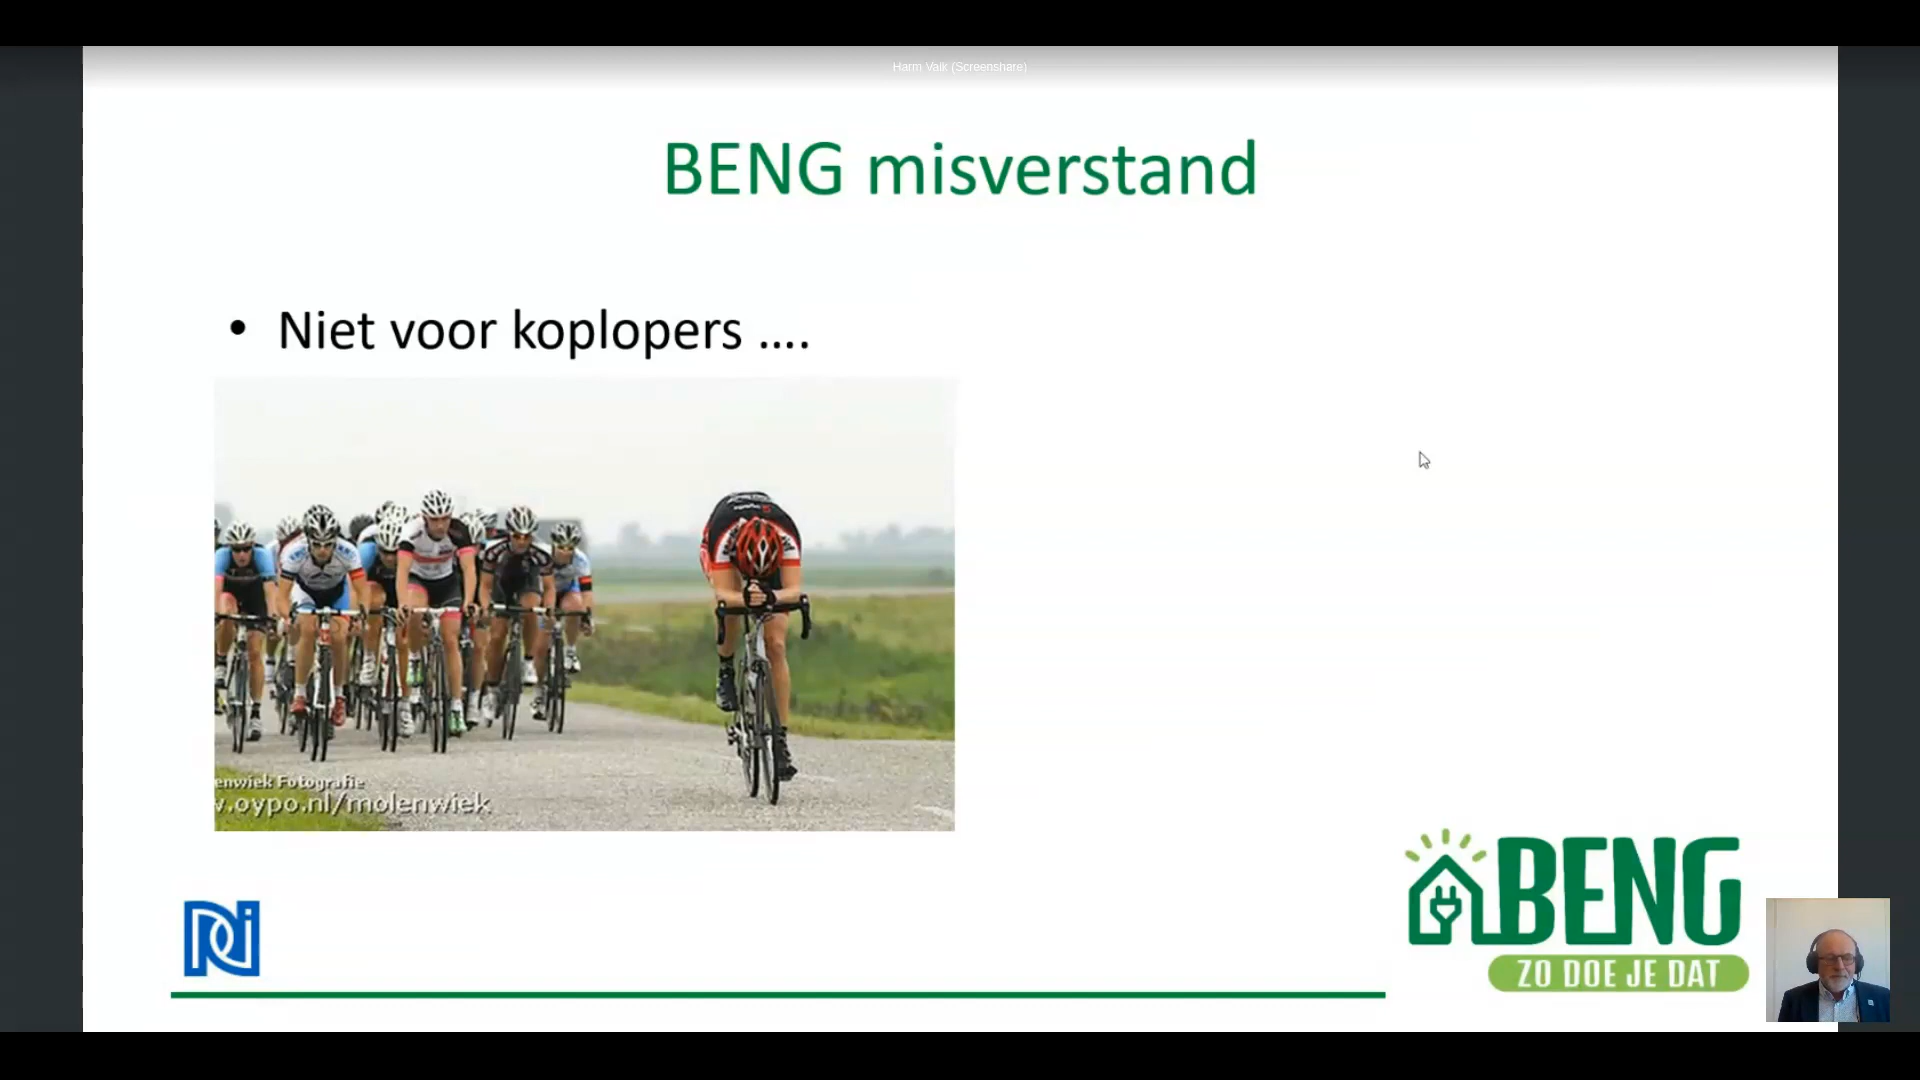 Harm Valk (Screenshare)
BENG misverstand
• Niet voor koplopers ....
enwiek Fotografie
v.oypo.nl/molenwiek
BENG
ZO DOE JE DAT